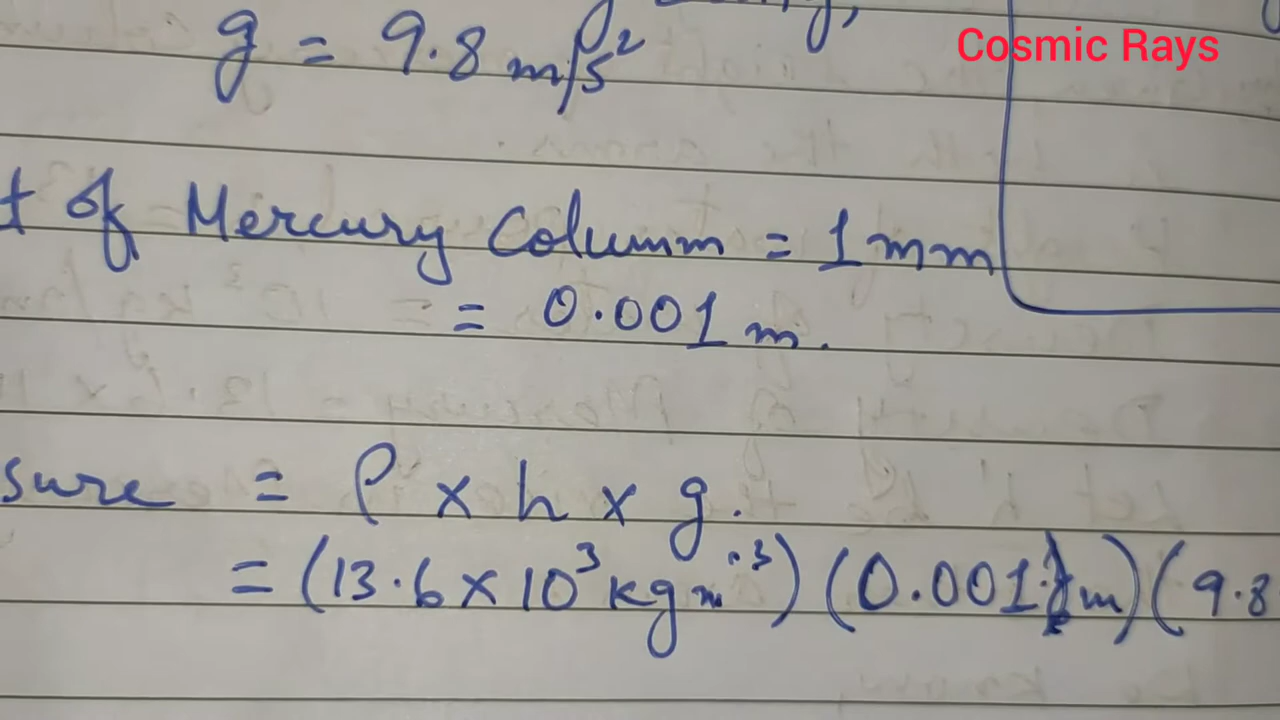 Cosmic Rays
g = 9.8 m/s²
t of Mercury Column = 1 mm
= 0.001 m.
sure = ρ × h × g.
= (13.6 × 10³ kg m⁻³) (0.001 m) (9.8